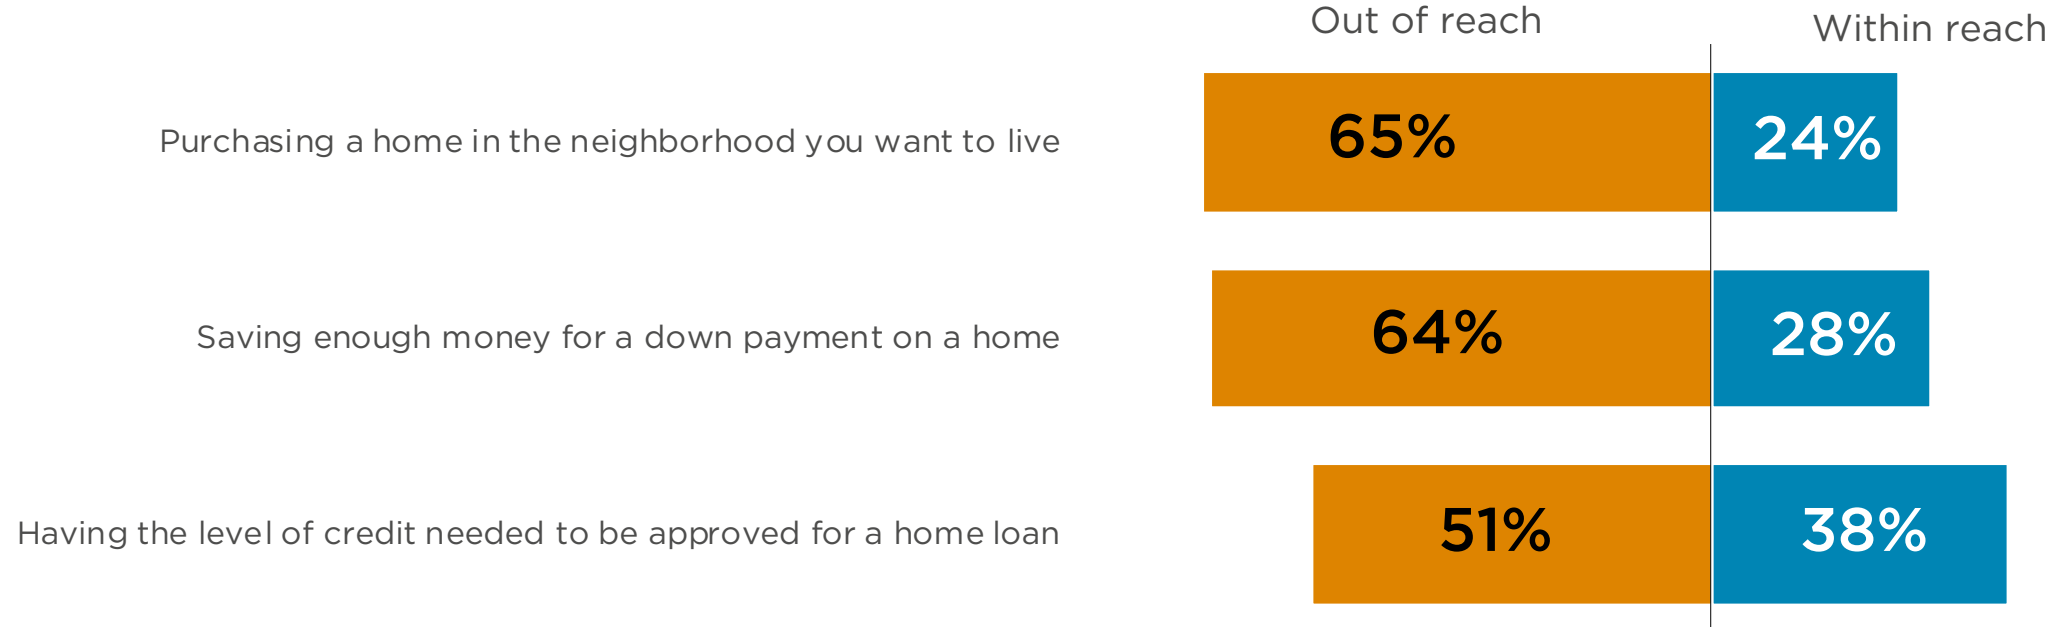 Out of reach
Within reach
Purchasing a home in the neighborhood you want to live
65%
24%
Saving enough money for a down payment on a home
64%
28%
Having the level of credit needed to be approved for a home loan
51%
38%